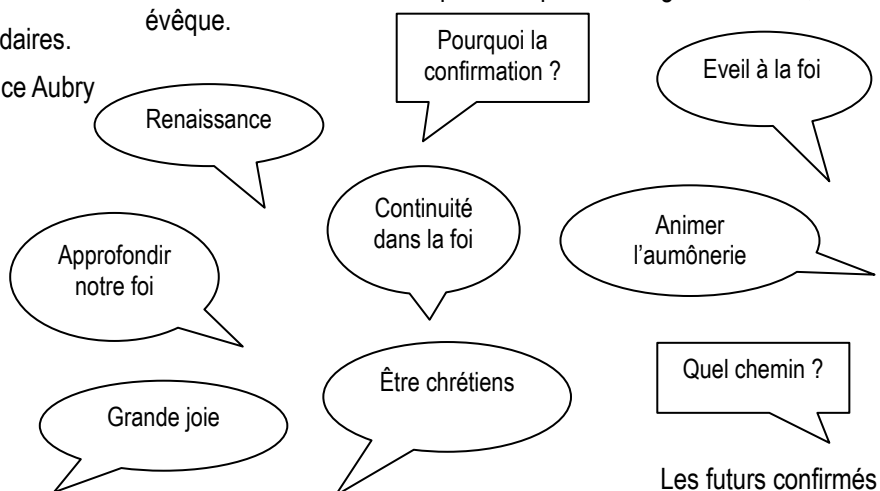 évêque.
daires.
ce Aubry
Pourquoi la
confirmation ?
Eveil à la foi
Renaissance
Continuité
dans la foi
Animer
l’aumônerie
Approfondir
notre foi
Être chrétiens
Quel chemin ?
Grande joie
Les futurs confirmés